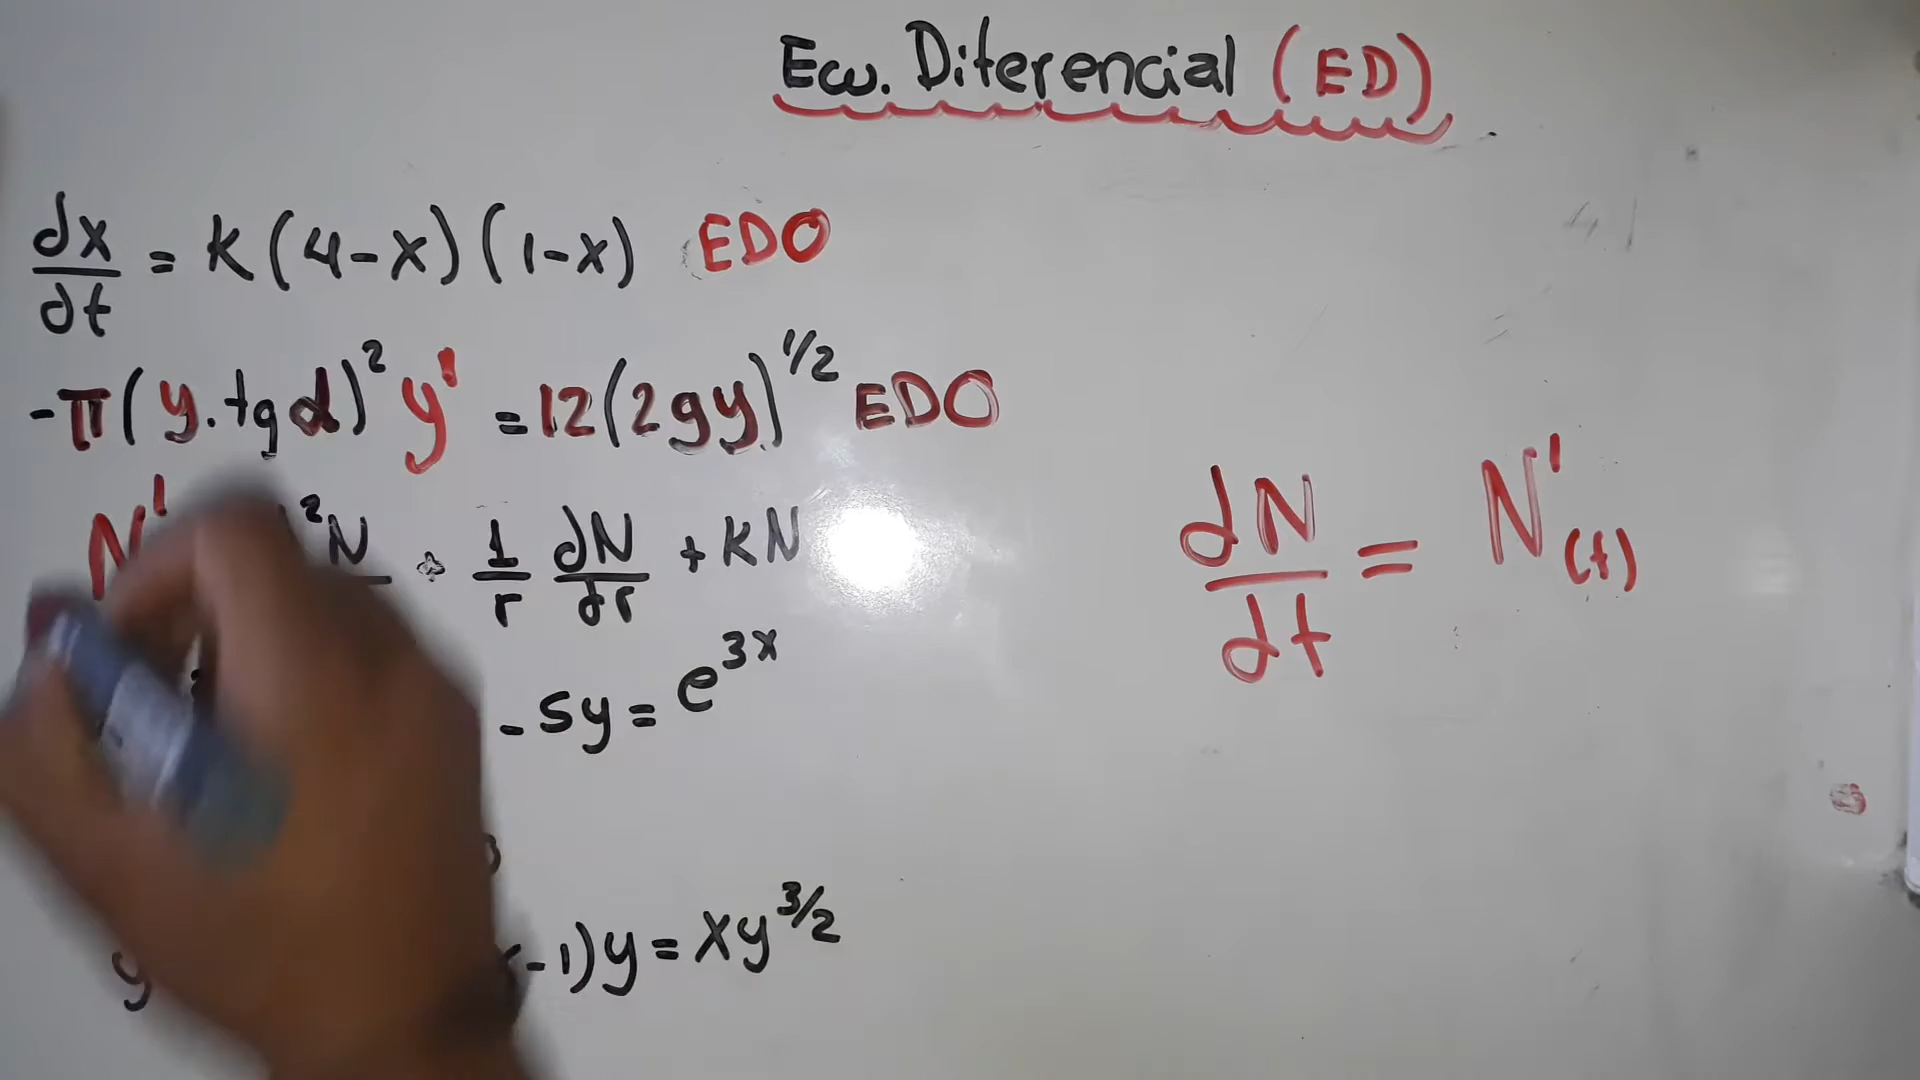 Ecu. Diferencial (ED)
dx/dt = K(4-x)(1-x) EDO
-π(y.tgα)² y' = 12(2gy)^1/2 EDO
N' ²N + 1/r dN/dr + KN
dN/dt = N'(t)
- 5y = e^3x
y -1)y = xy^3/2